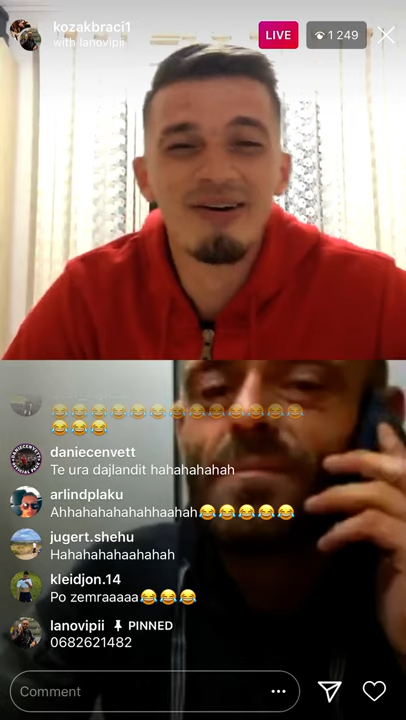 kozakbraci1
with lanovipii
LIVE
1 249
😂😂😂😂😂😂😂😂😂😂😂😂😂
😂😂😂
daniecenvett
Te ura dajlandit hahahahahah
arlindplaku
Ahhahahahahahhaahah😂😂😂😂😂
jugert.shehu
Hahahahahaahahah
kleidjon.14
Po zemraaaaa😂😂😂
lanovipii PINNED
0682621482
Comment